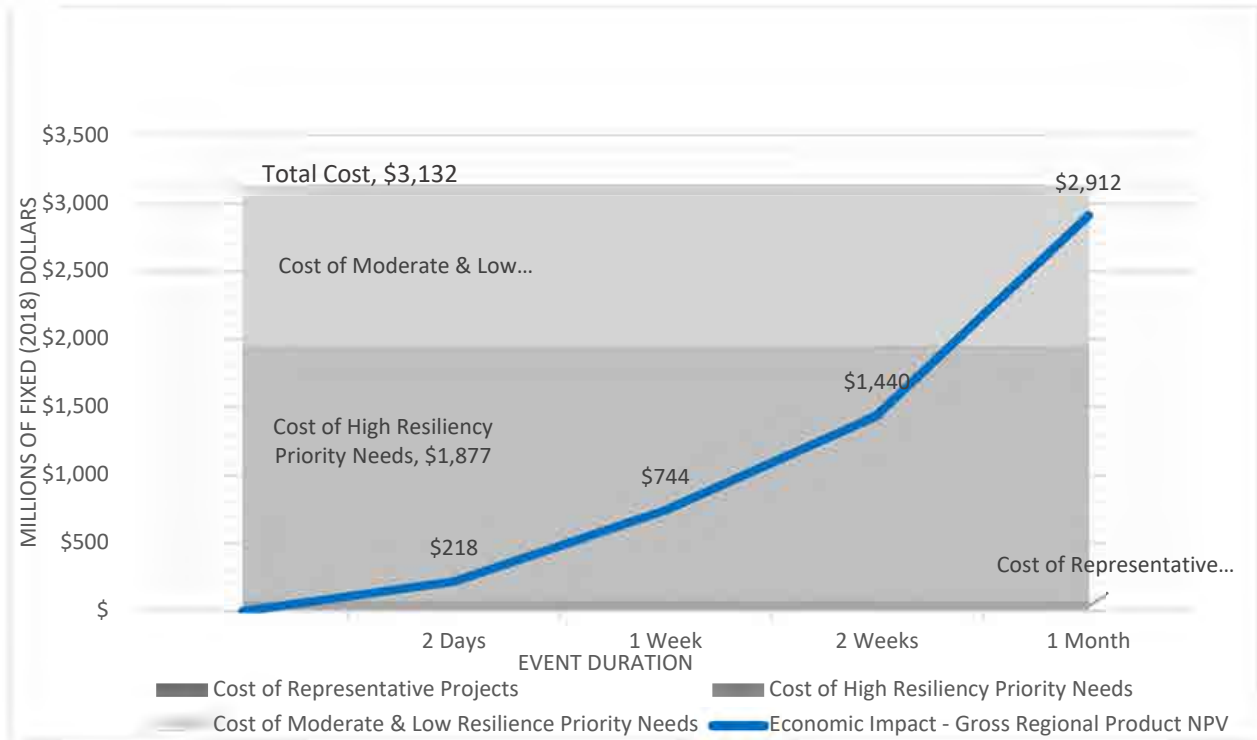 $3,500
Total Cost, $3,132
$2,912
$3,000
Cost of Moderate & Low…
$2,500
$2,000
$1,440
$1,500
Cost of High Resiliency
Priority Needs, $1,877
$1,000
$744
$500
$218
Cost of Representative…
$
MILLIONS OF FIXED (2018) DOLLARS
2 Days
1 Week
2 Weeks
1 Month
EVENT DURATION
Cost of Representative Projects
Cost of High Resiliency Priority Needs
Cost of Moderate & Low Resilience Priority Needs
Economic Impact - Gross Regional Product NPV